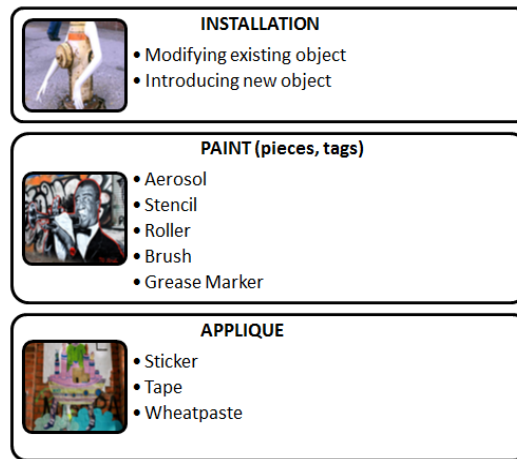 INSTALLATION
• Modifying existing object
• Introducing new object
PAINT (pieces, tags)
• Aerosol
• Stencil
• Roller
• Brush
• Grease Marker
APPLIQUE
• Sticker
• Tape
• Wheatpaste